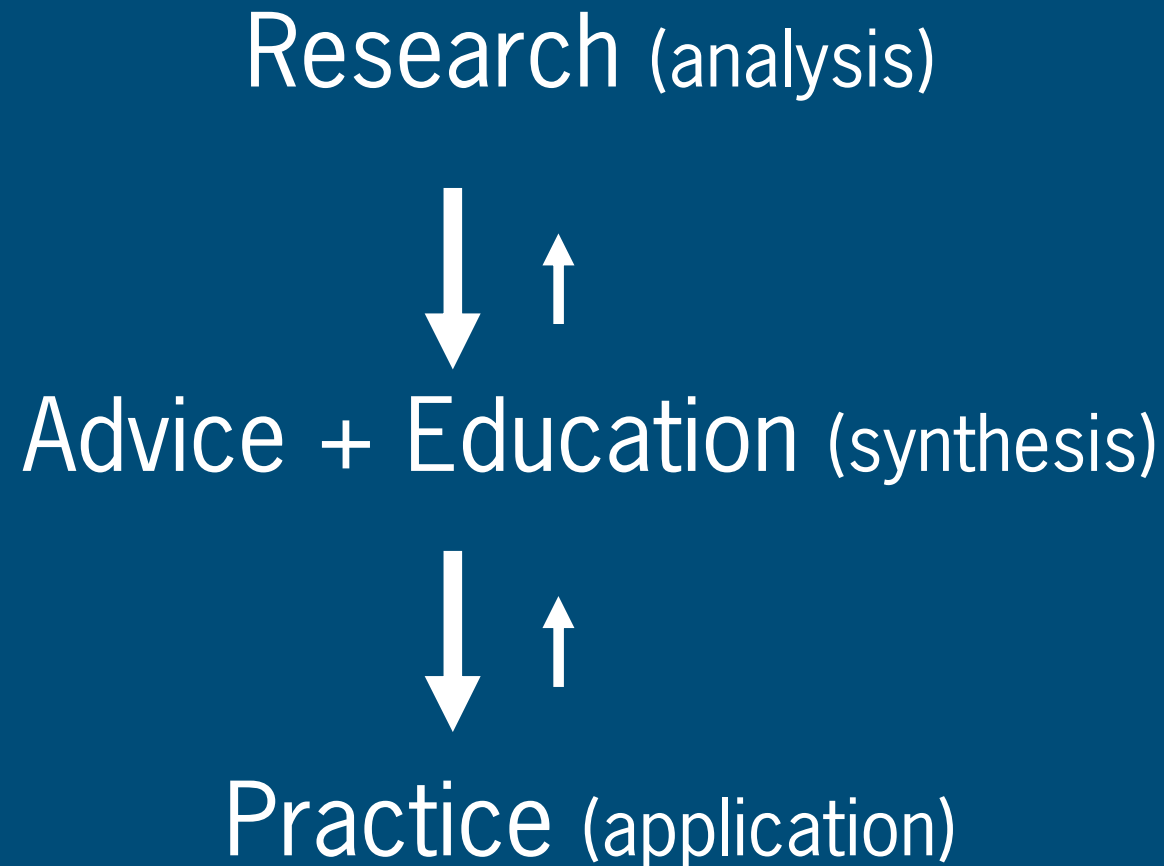 Research (analysis)
Advice + Education (synthesis)
Practice (application)